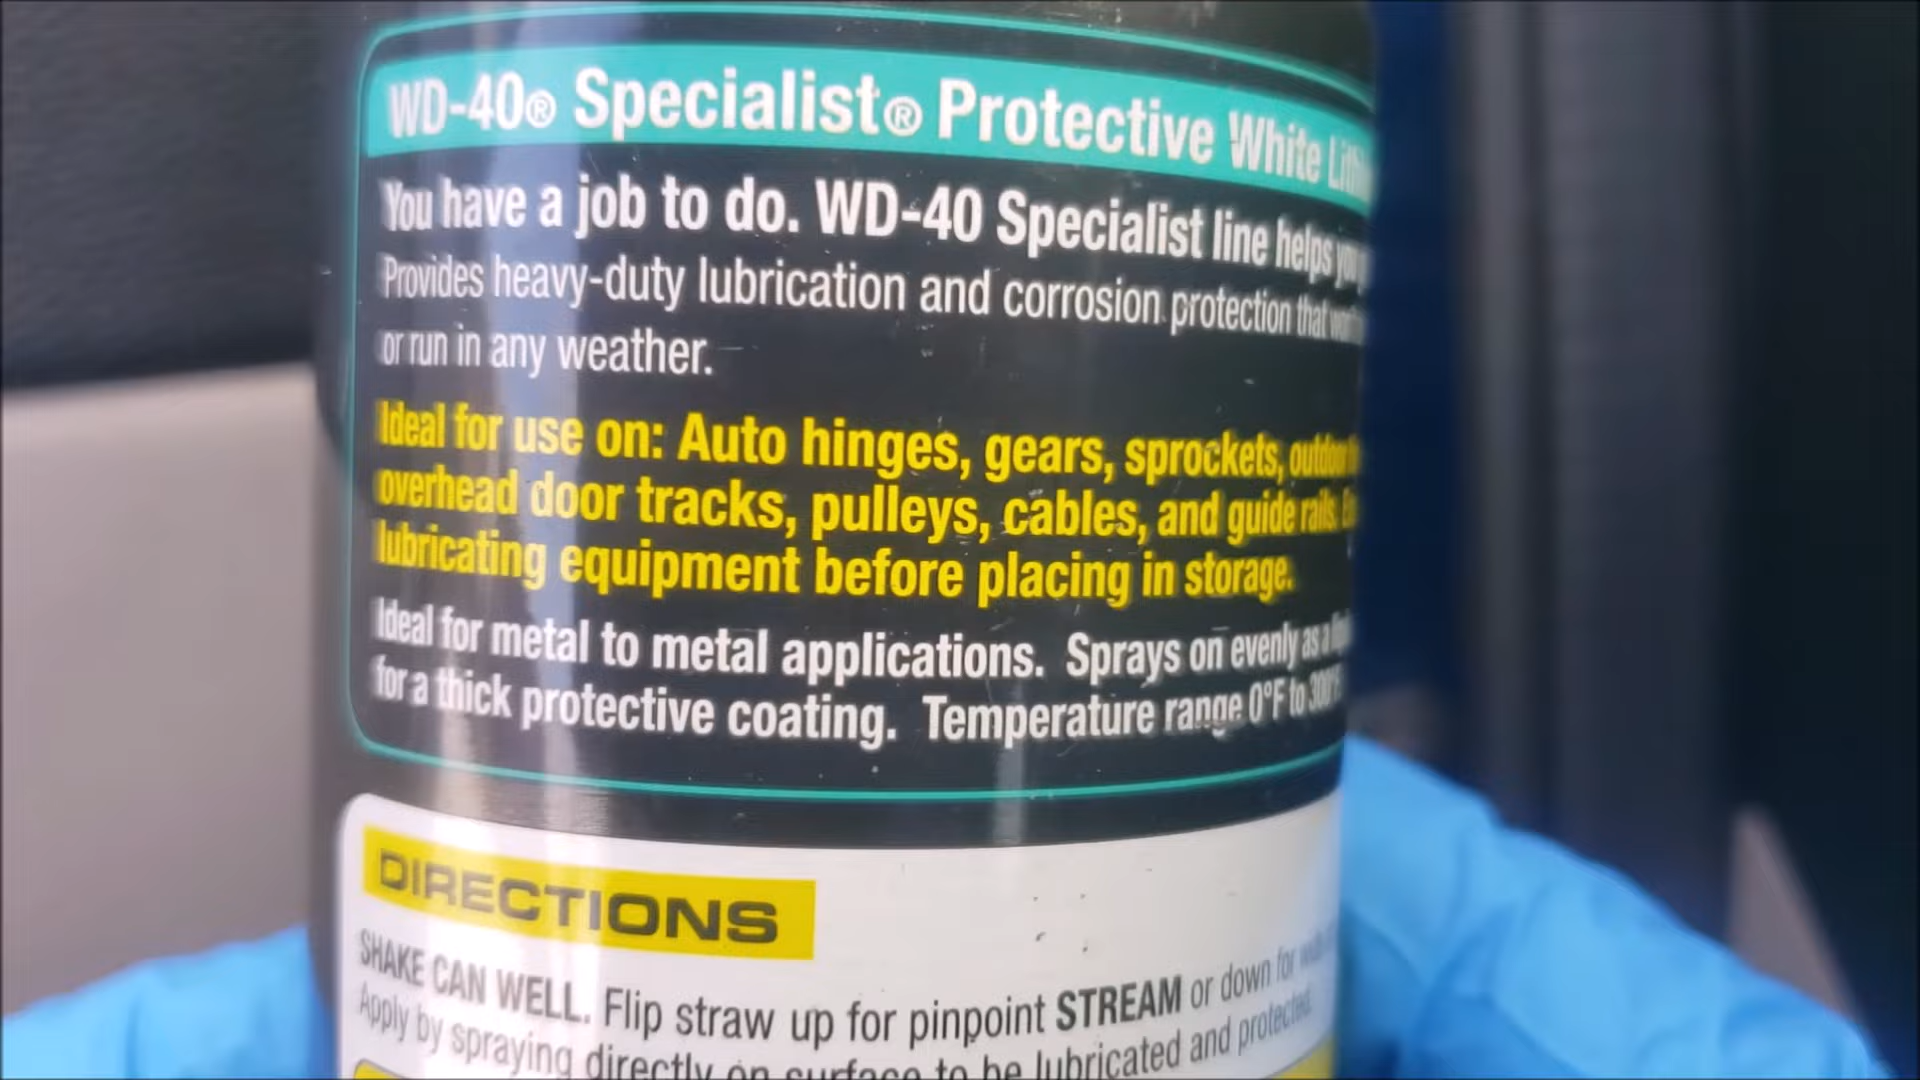 WD-40® Specialist® Protective White
You have a job to do. WD-40 Specialist line helps you
Provides heavy-duty lubrication and corrosion protection that won't
or run in any weather.
Ideal for use on: Auto hinges, gears, sprockets, outdoor
overhead door tracks, pulleys, cables, and guide rails.
lubricating equipment before placing in storage.
Ideal for metal to metal applications. Sprays on evenly as a
for a thick protective coating. Temperature range 0°F to 300°F
DIRECTIONS
SHAKE CAN WELL. Flip straw up for pinpoint STREAM or down for
Apply by spraying directly on surface to be lubricated and protected.